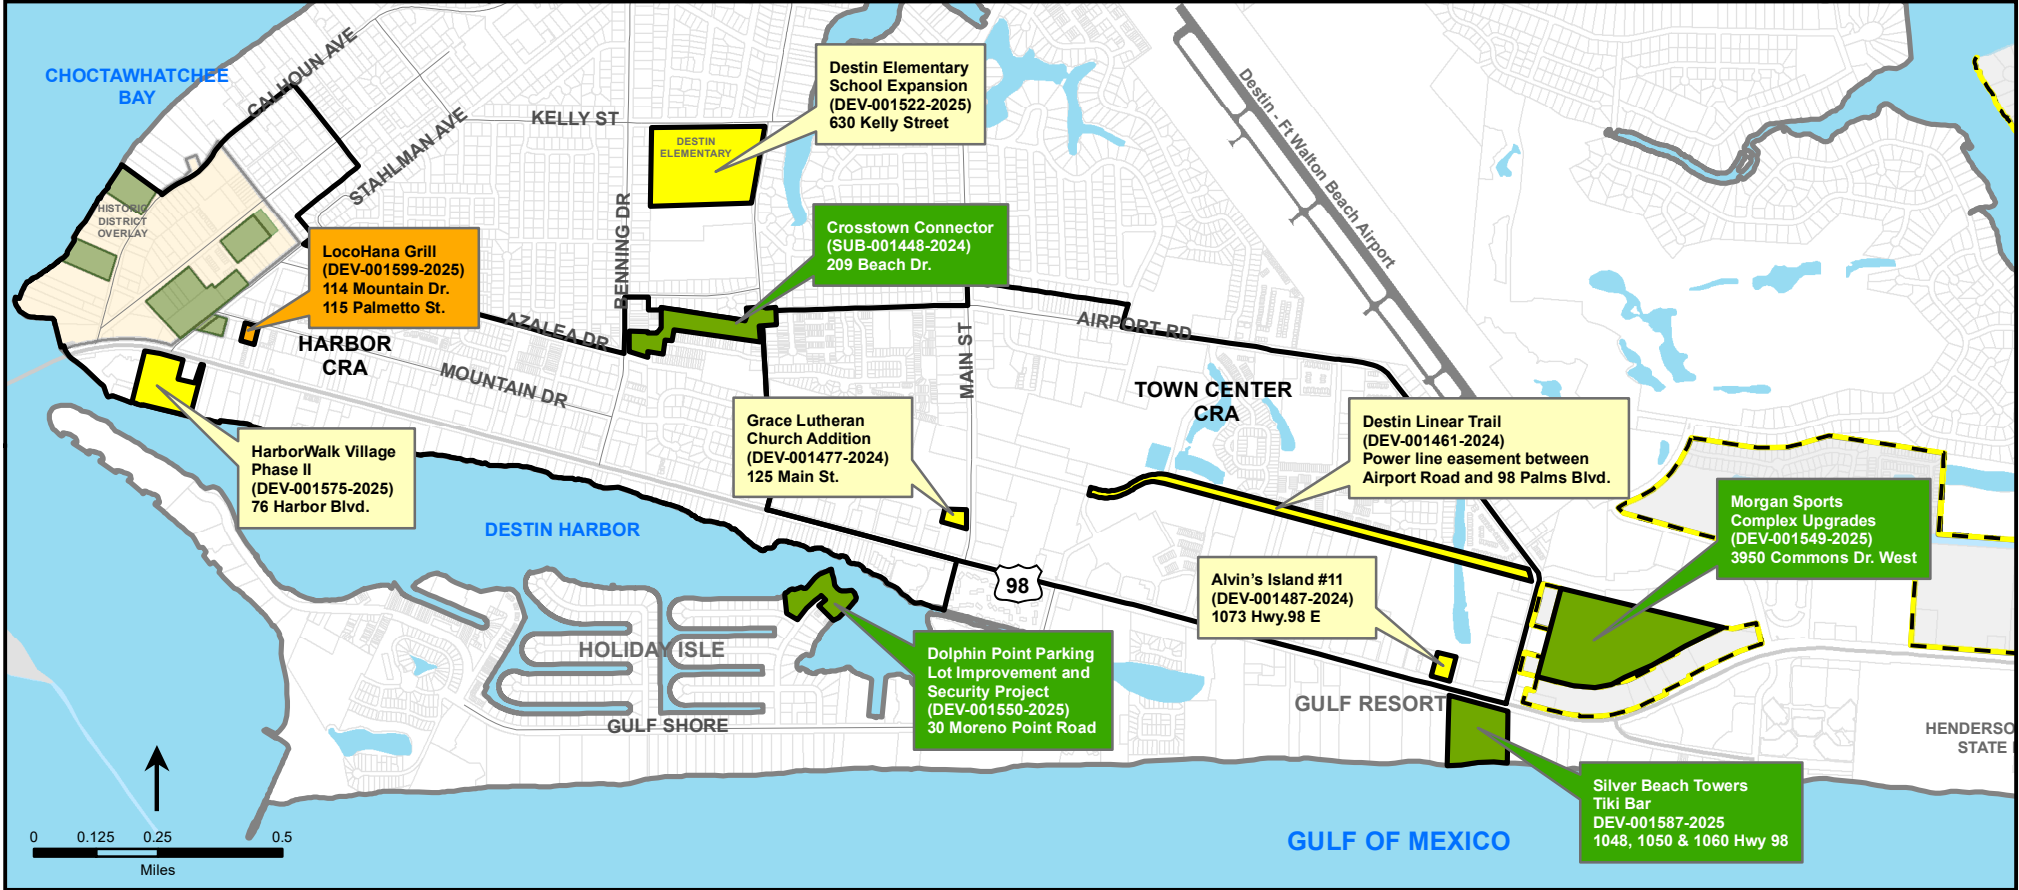 CHOCTAWHATCHEE
BAY
CALHOUN AVE
STAHLMAN AVE
KELLY ST
DESTIN
ELEMENTARY
Destin Elementary
School Expansion
(DEV-001522-2025)
630 Kelly Street
Destin - Ft Walton Beach Airport
HISTORIC
DISTRICT
OVERLAY
BENNING DR
LocoHana Grill
(DEV-001599-2025)
114 Mountain Dr.
115 Palmetto St.
Crosstown Connector
(SUB-001448-2024)
209 Beach Dr.
AZALEA DR
HARBOR
CRA
MOUNTAIN DR
MAIN ST
AIRPORT RD
TOWN CENTER
CRA
HarborWalk Village
Phase II
(DEV-001575-2025)
76 Harbor Blvd.
Grace Lutheran
Church Addition
(DEV-001477-2024)
125 Main St.
Destin Linear Trail
(DEV-001461-2024)
Power line easement between
Airport Road and 98 Palms Blvd.
Morgan Sports
Complex Upgrades
(DEV-001549-2025)
3950 Commons Dr. West
DESTIN HARBOR
98
Alvin's Island #11
(DEV-001487-2024)
1073 Hwy.98 E
HOLIDAY ISLE
Dolphin Point Parking
Lot Improvement and
Security Project
(DEV-001550-2025)
30 Moreno Point Road
GULF SHORE
GULF RESORT
HENDERSO
STATE
Silver Beach Towers
Tiki Bar
DEV-001587-2025
1048, 1050 & 1060 Hwy 98
GULF OF MEXICO
0 0.125 0.25 0.5
Miles